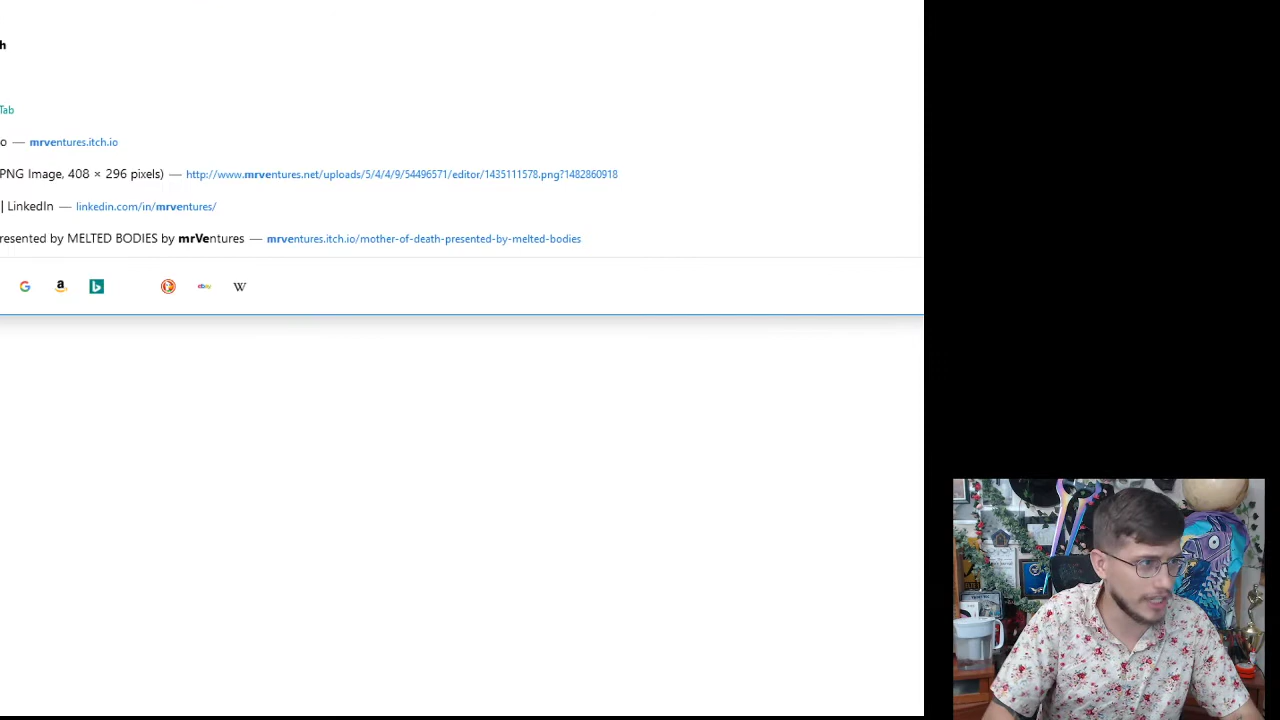 h
Tab
o — mrventures.itch.io
PNG Image, 408 × 296 pixels) — http://www.mrventures.net/uploads/5/4/4/9/54496571/editor/1435111578.png?1482860918
| LinkedIn — linkedin.com/in/mrventures/
resented by MELTED BODIES by mrVentures — mrventures.itch.io/mother-of-death-presented-by-melted-bodies
G a b ebay W